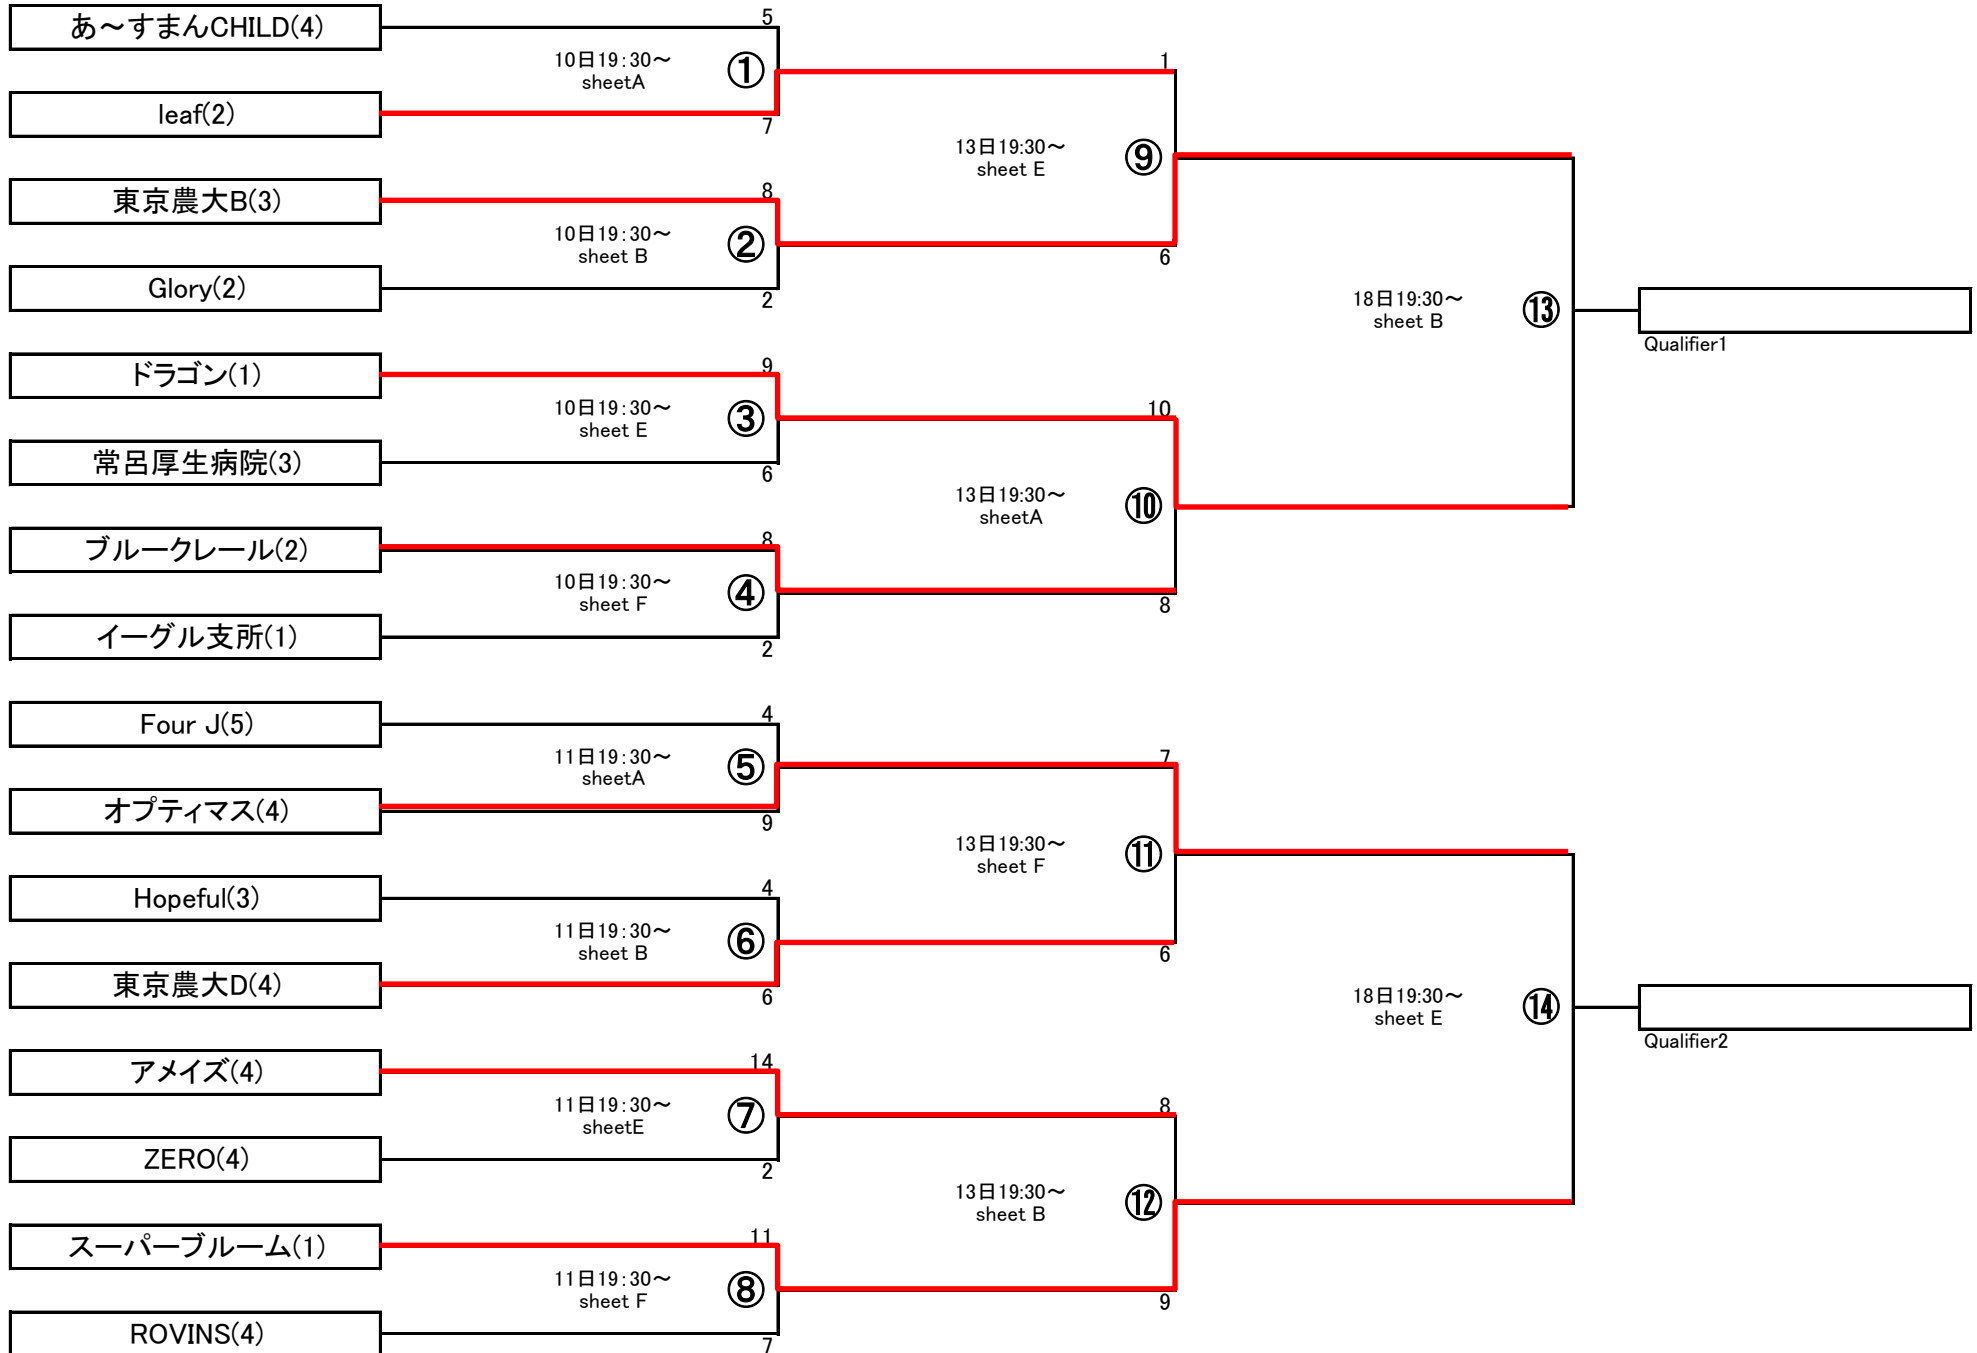 あ～すまんCHILD(4)
5
10日19：30～
sheetA
①
leaf(2)
7
1
13日19:30～
sheet E
⑨
東京農大B(3)
8
10日19：30～
sheet B
②
6
Glory(2)
2
18日19:30～
sheet B
⑬
Qualifier1
ドラゴン(1)
9
10日19：30～
sheet E
③
10
常呂厚生病院(3)
6
13日19:30～
sheetA
⑩
ブルークレール(2)
8
10日19：30～
sheet F
④
8
イーグル支所(1)
2
Four J(5)
4
11日19：30～
sheetA
⑤
7
オプティマス(4)
9
13日19:30～
sheet F
⑪
Hopeful(3)
4
11日19：30～
sheet B
⑥
6
東京農大D(4)
6
18日19:30～
sheet E
⑭
Qualifier2
アメイズ(4)
14
11日19：30～
sheetE
⑦
8
ZERO(4)
2
13日19:30～
sheet B
⑫
スーパーブルーム(1)
11
11日19：30～
sheet F
⑧
9
ROVINS(4)
7